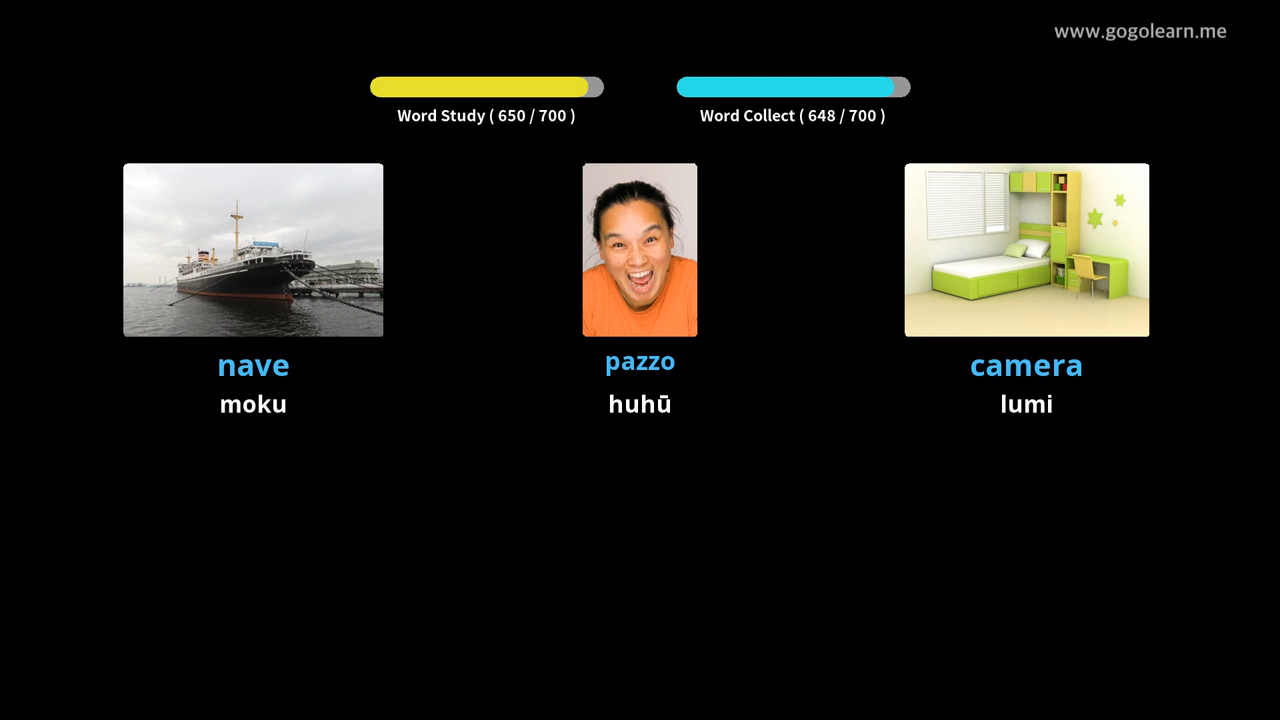 www.gogolearn.me
Word Study ( 650 / 700 )
Word Collect ( 648 / 700 )
nave
moku
pazzo
huhū
camera
lumi